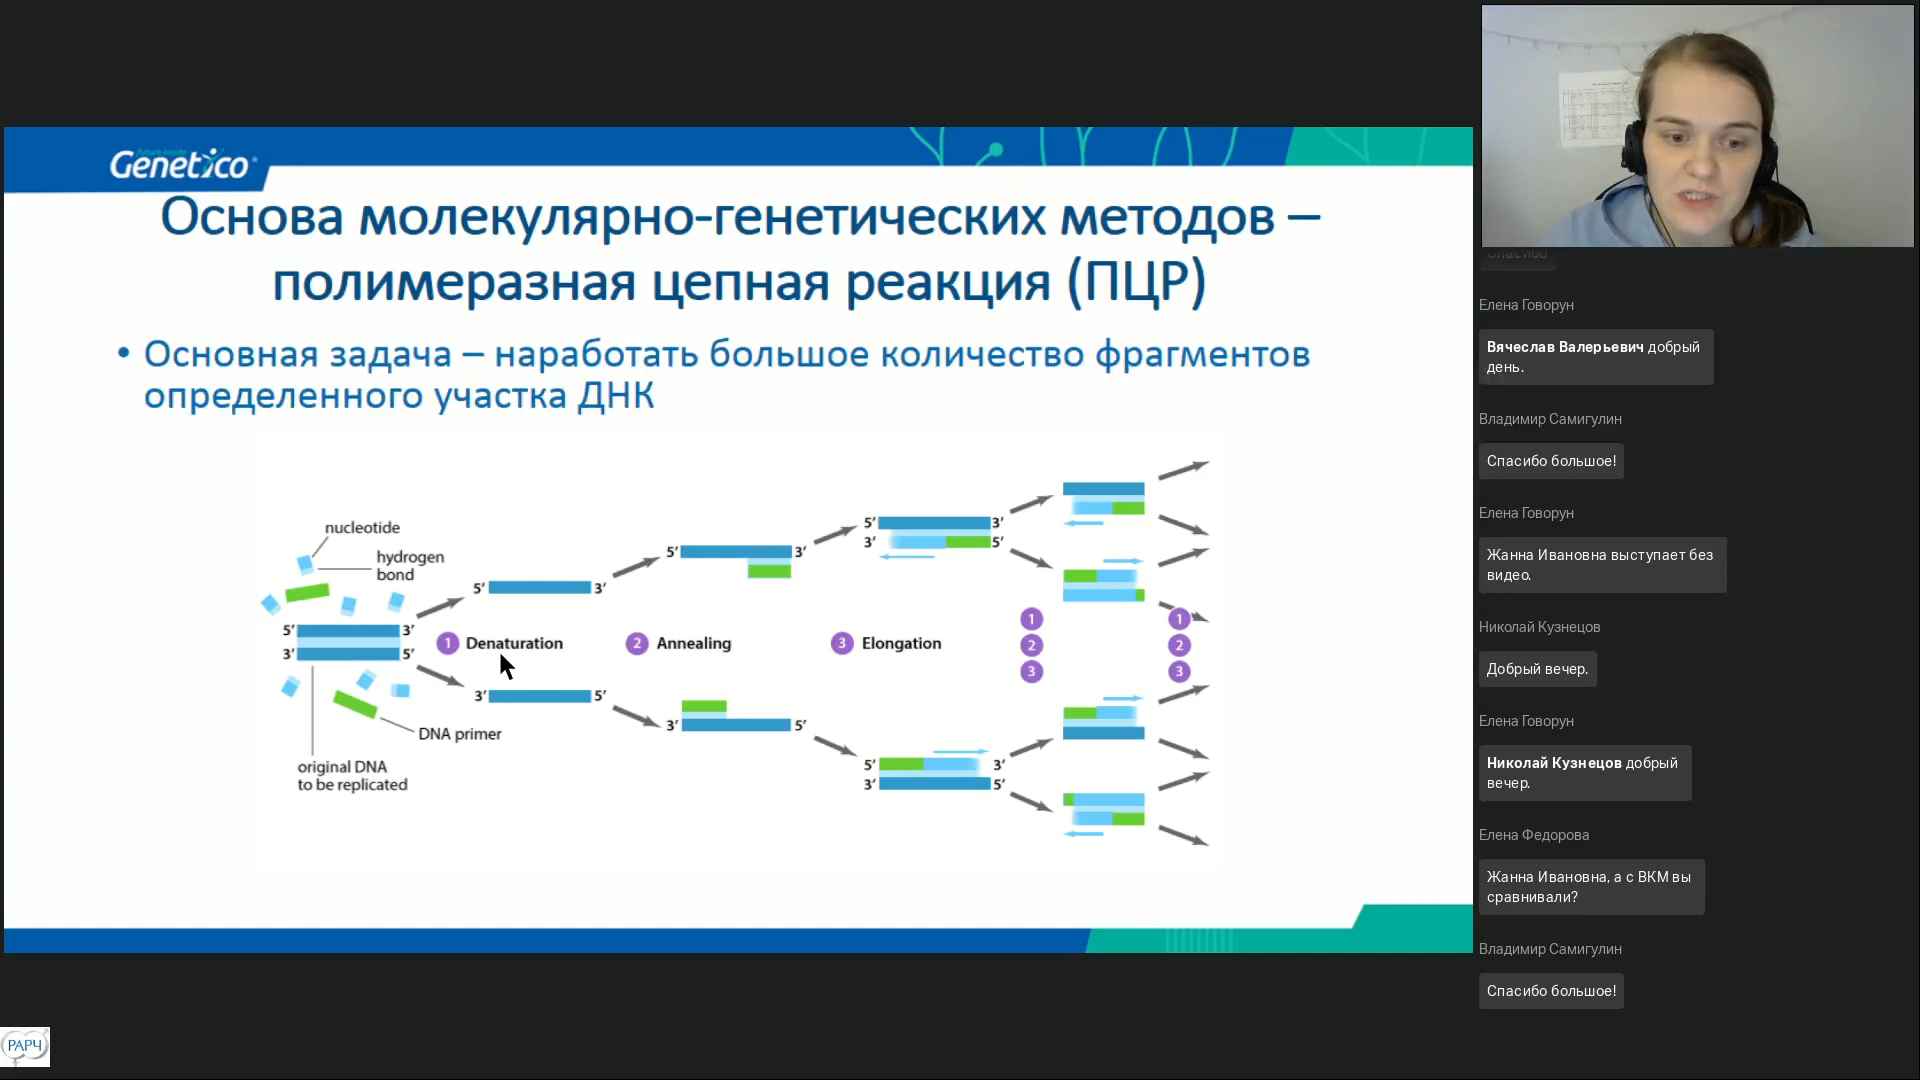 future inside
Genetico
Основа молекулярно-генетических методов –
полимеразная цепная реакция (ПЦР)
• Основная задача – наработать большое количество фрагментов
определенного участка ДНК
nucleotide
hydrogen
bond
5′ 3′
3′ 5′
DNA primer
original DNA
to be replicated
5′ 3′
1 Denaturation
3′ 5′
5′ 3′
2 Annealing
3′ 5′
5′ 3′
3′ 5′
3 Elongation
5′ 3′
3′ 5′
1
2
3
1
2
3
РАРЧ
Спасибо
Елена Говорун
Вячеслав Валерьевич добрый
день.
Владимир Самигулин
Спасибо большое!
Елена Говорун
Жанна Ивановна выступает без
видео.
Николай Кузнецов
Добрый вечер.
Елена Говорун
Николай Кузнецов добрый
вечер.
Елена Федорова
Жанна Ивановна, а с ВКМ вы
сравнивали?
Владимир Самигулин
Спасибо большое!